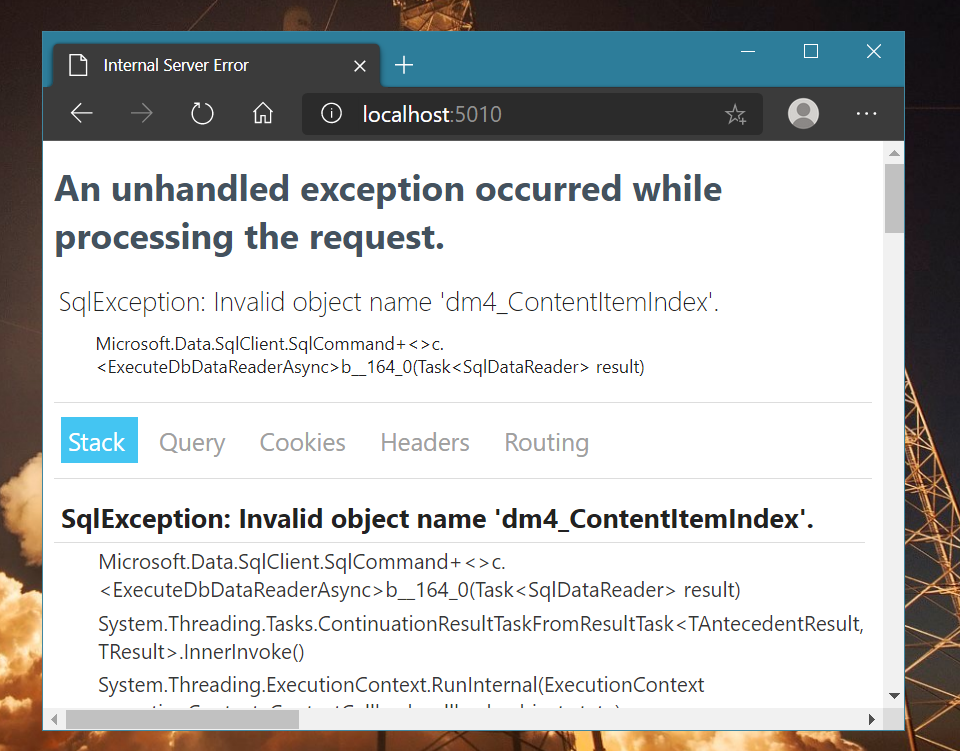 Internal Server Error
localhost:5010
An unhandled exception occurred while
processing the request.
SqlException: Invalid object name 'dm4_ContentItemIndex'.
Microsoft.Data.SqlClient.SqlCommand+<>c.
<ExecuteDbDataReaderAsync>b__164_0(Task<SqlDataReader> result)
Stack Query Cookies Headers Routing
SqlException: Invalid object name 'dm4_ContentItemIndex'.
Microsoft.Data.SqlClient.SqlCommand+<>c.
<ExecuteDbDataReaderAsync>b__164_0(Task<SqlDataReader> result)
System.Threading.Tasks.ContinuationResultTaskFromResultTask<TAntecedentResult,
TResult>.InnerInvoke()
System.Threading.ExecutionContext.RunInternal(ExecutionContext